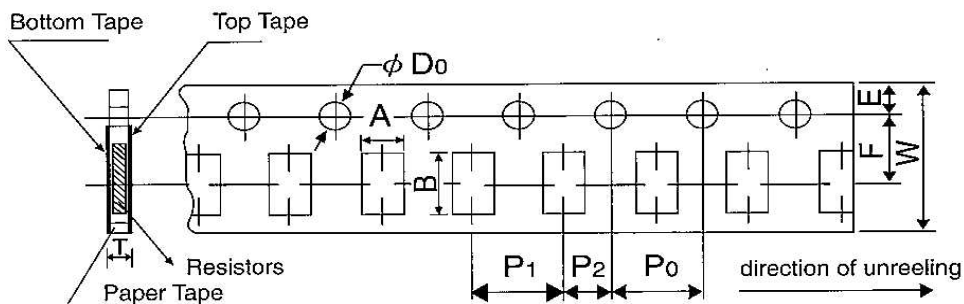 Bottom Tape
Top Tape
φ D0
A
B
E
F
W
T
Resistors
Paper Tape
P1
P2
P0
direction of unreeling